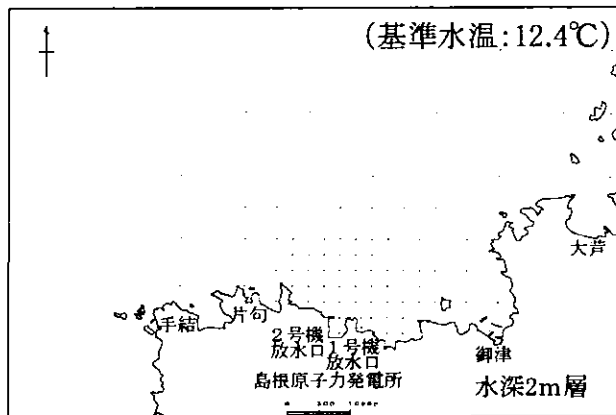 (基準水温:12.4℃)
大芦
手結
片句
2号機
放水口
1号機
放水口
御津
島根原子力発電所
水深2m層